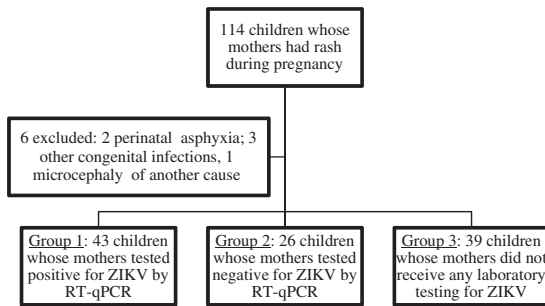 114 children whose
mothers had rash
during pregnancy
6 excluded: 2 perinatal asphyxia; 3
other congenital infections, 1
microcephaly of another cause
Group 1: 43 children
whose mothers tested
positive for ZIKV by
RT-qPCR
Group 2: 26 children
whose mothers tested
negative for ZIKV by
RT-qPCR
Group 3: 39 children
whose mothers did not
receive any laboratory
testing for ZIKV